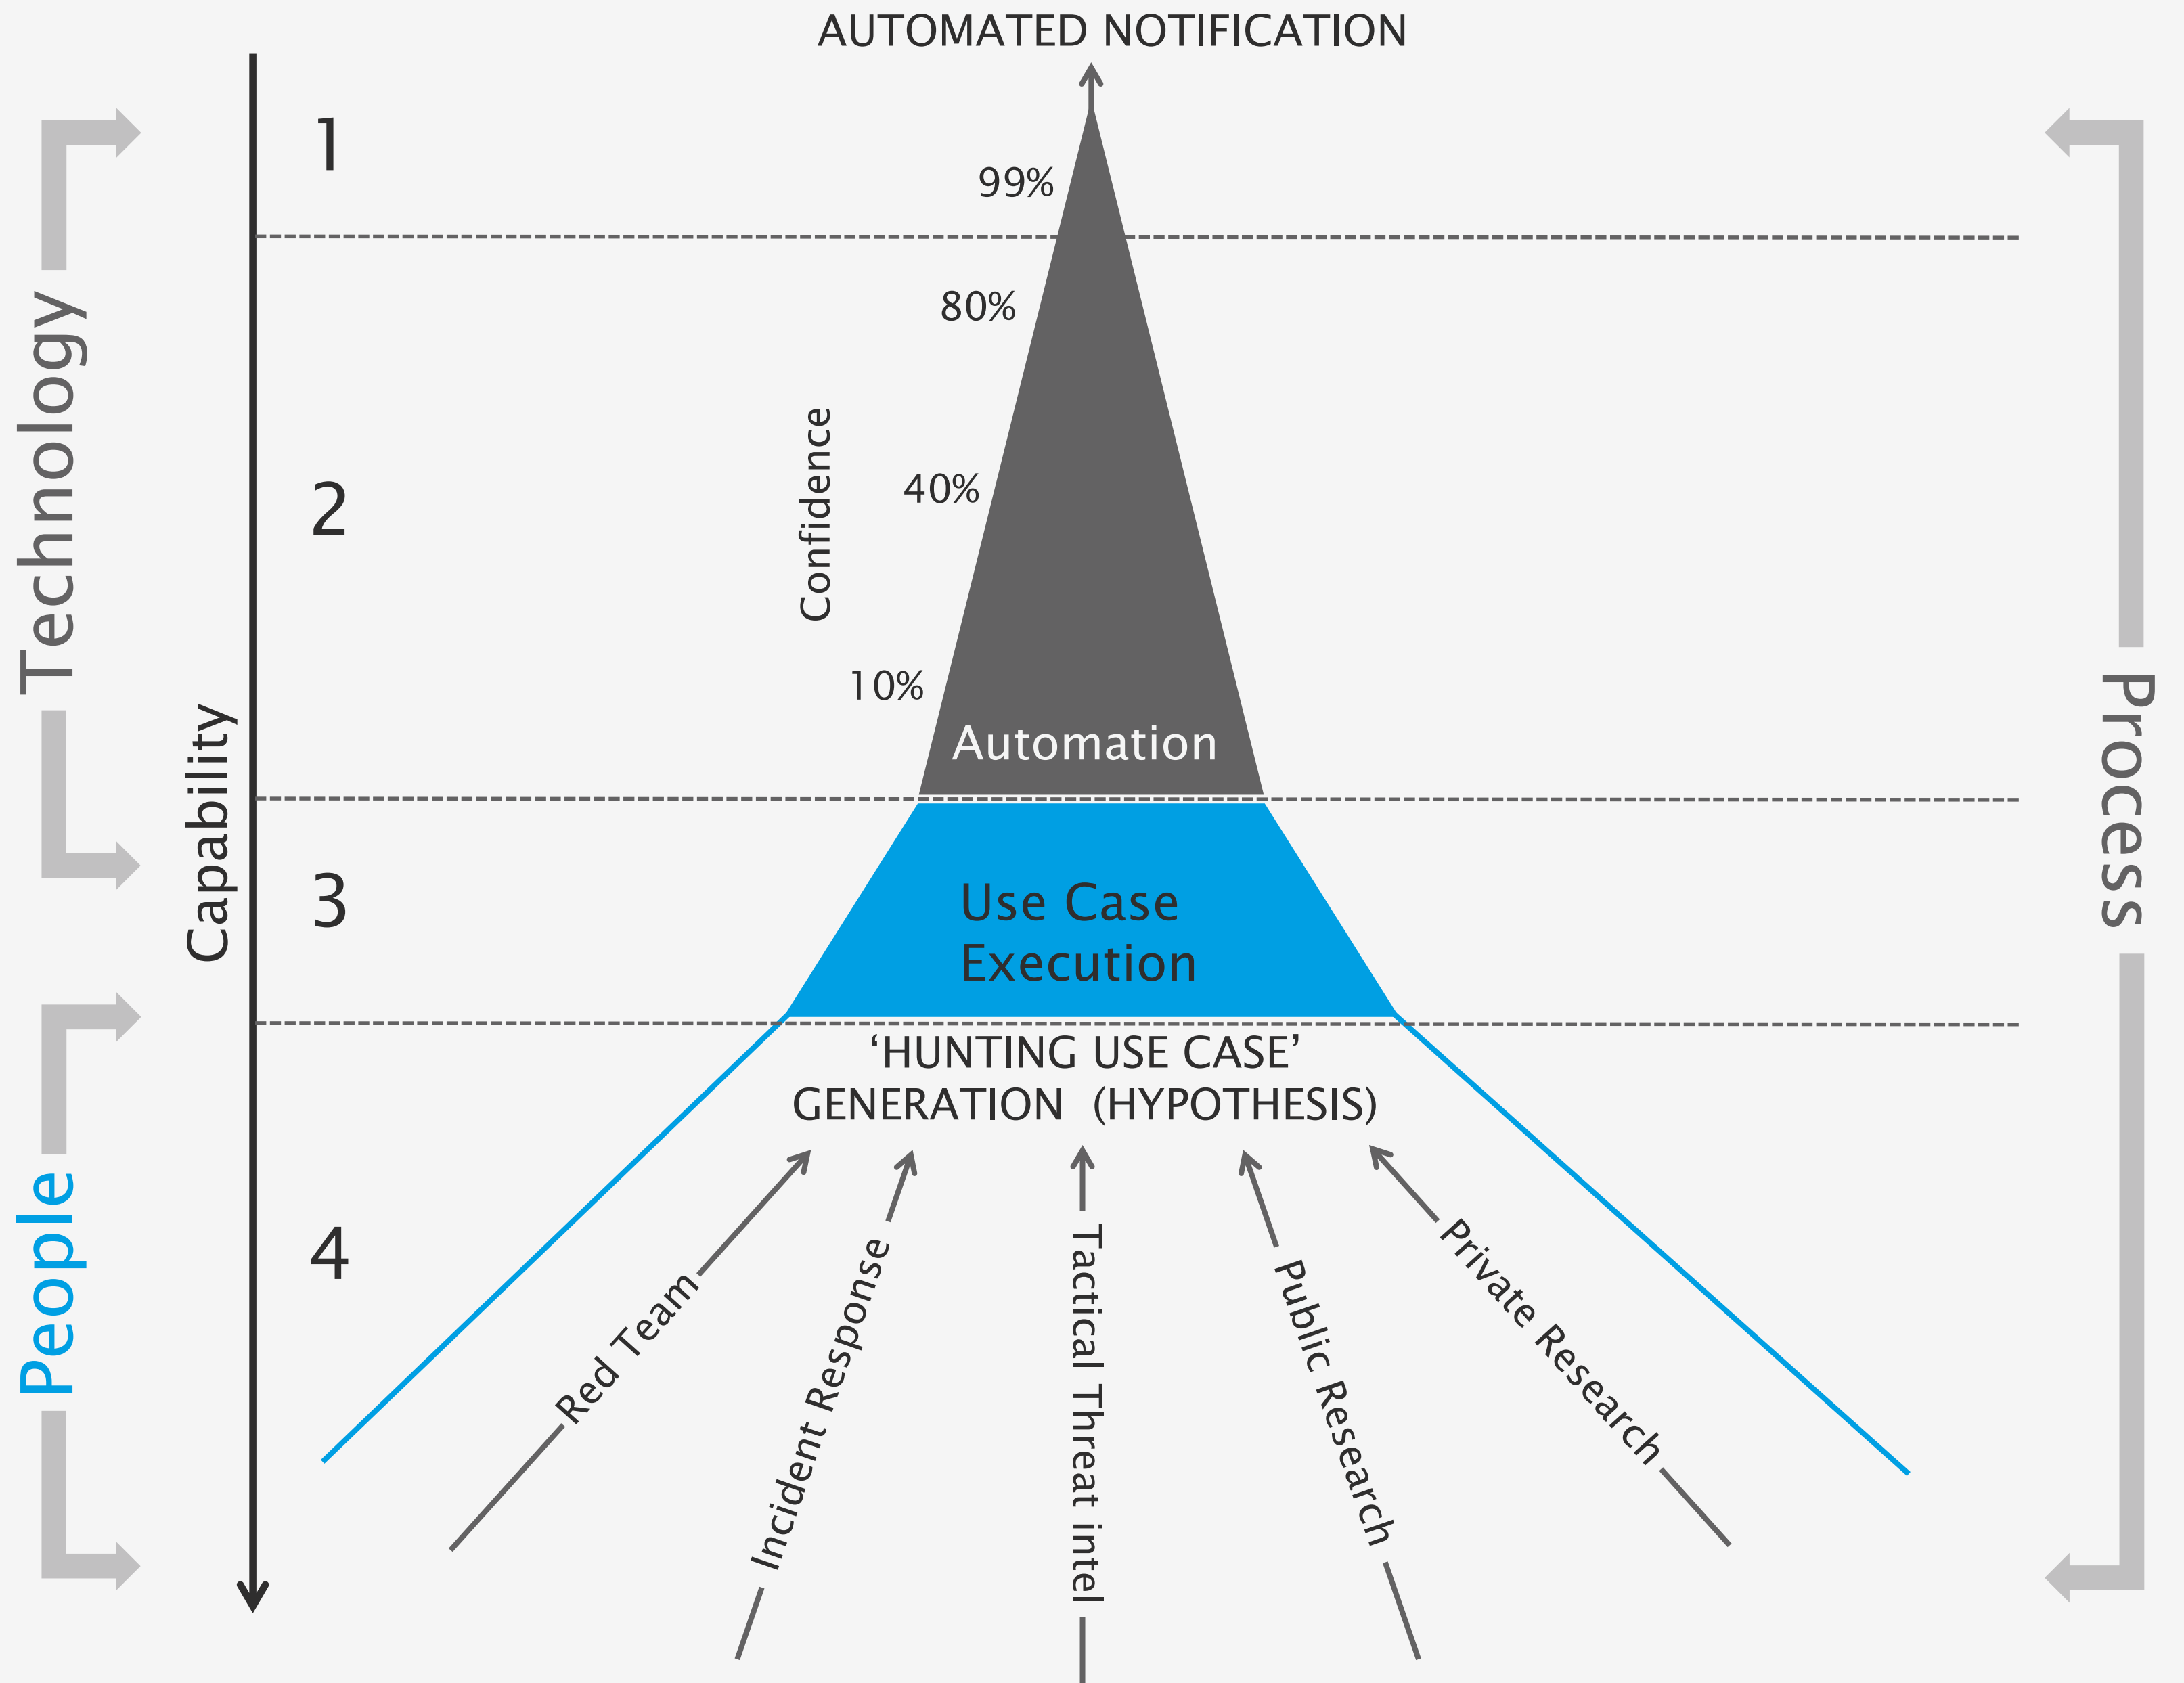 AUTOMATED NOTIFICATION
1
99%
Technology
80%
2
Confidence
40%
10%
Automation
Process
Capability
3
Use Case
Execution
‘HUNTING USE CASE’
GENERATION (HYPOTHESIS)
People
4
Red Team
Incident Response
Tactical Threat intel
Public Research
Private Research